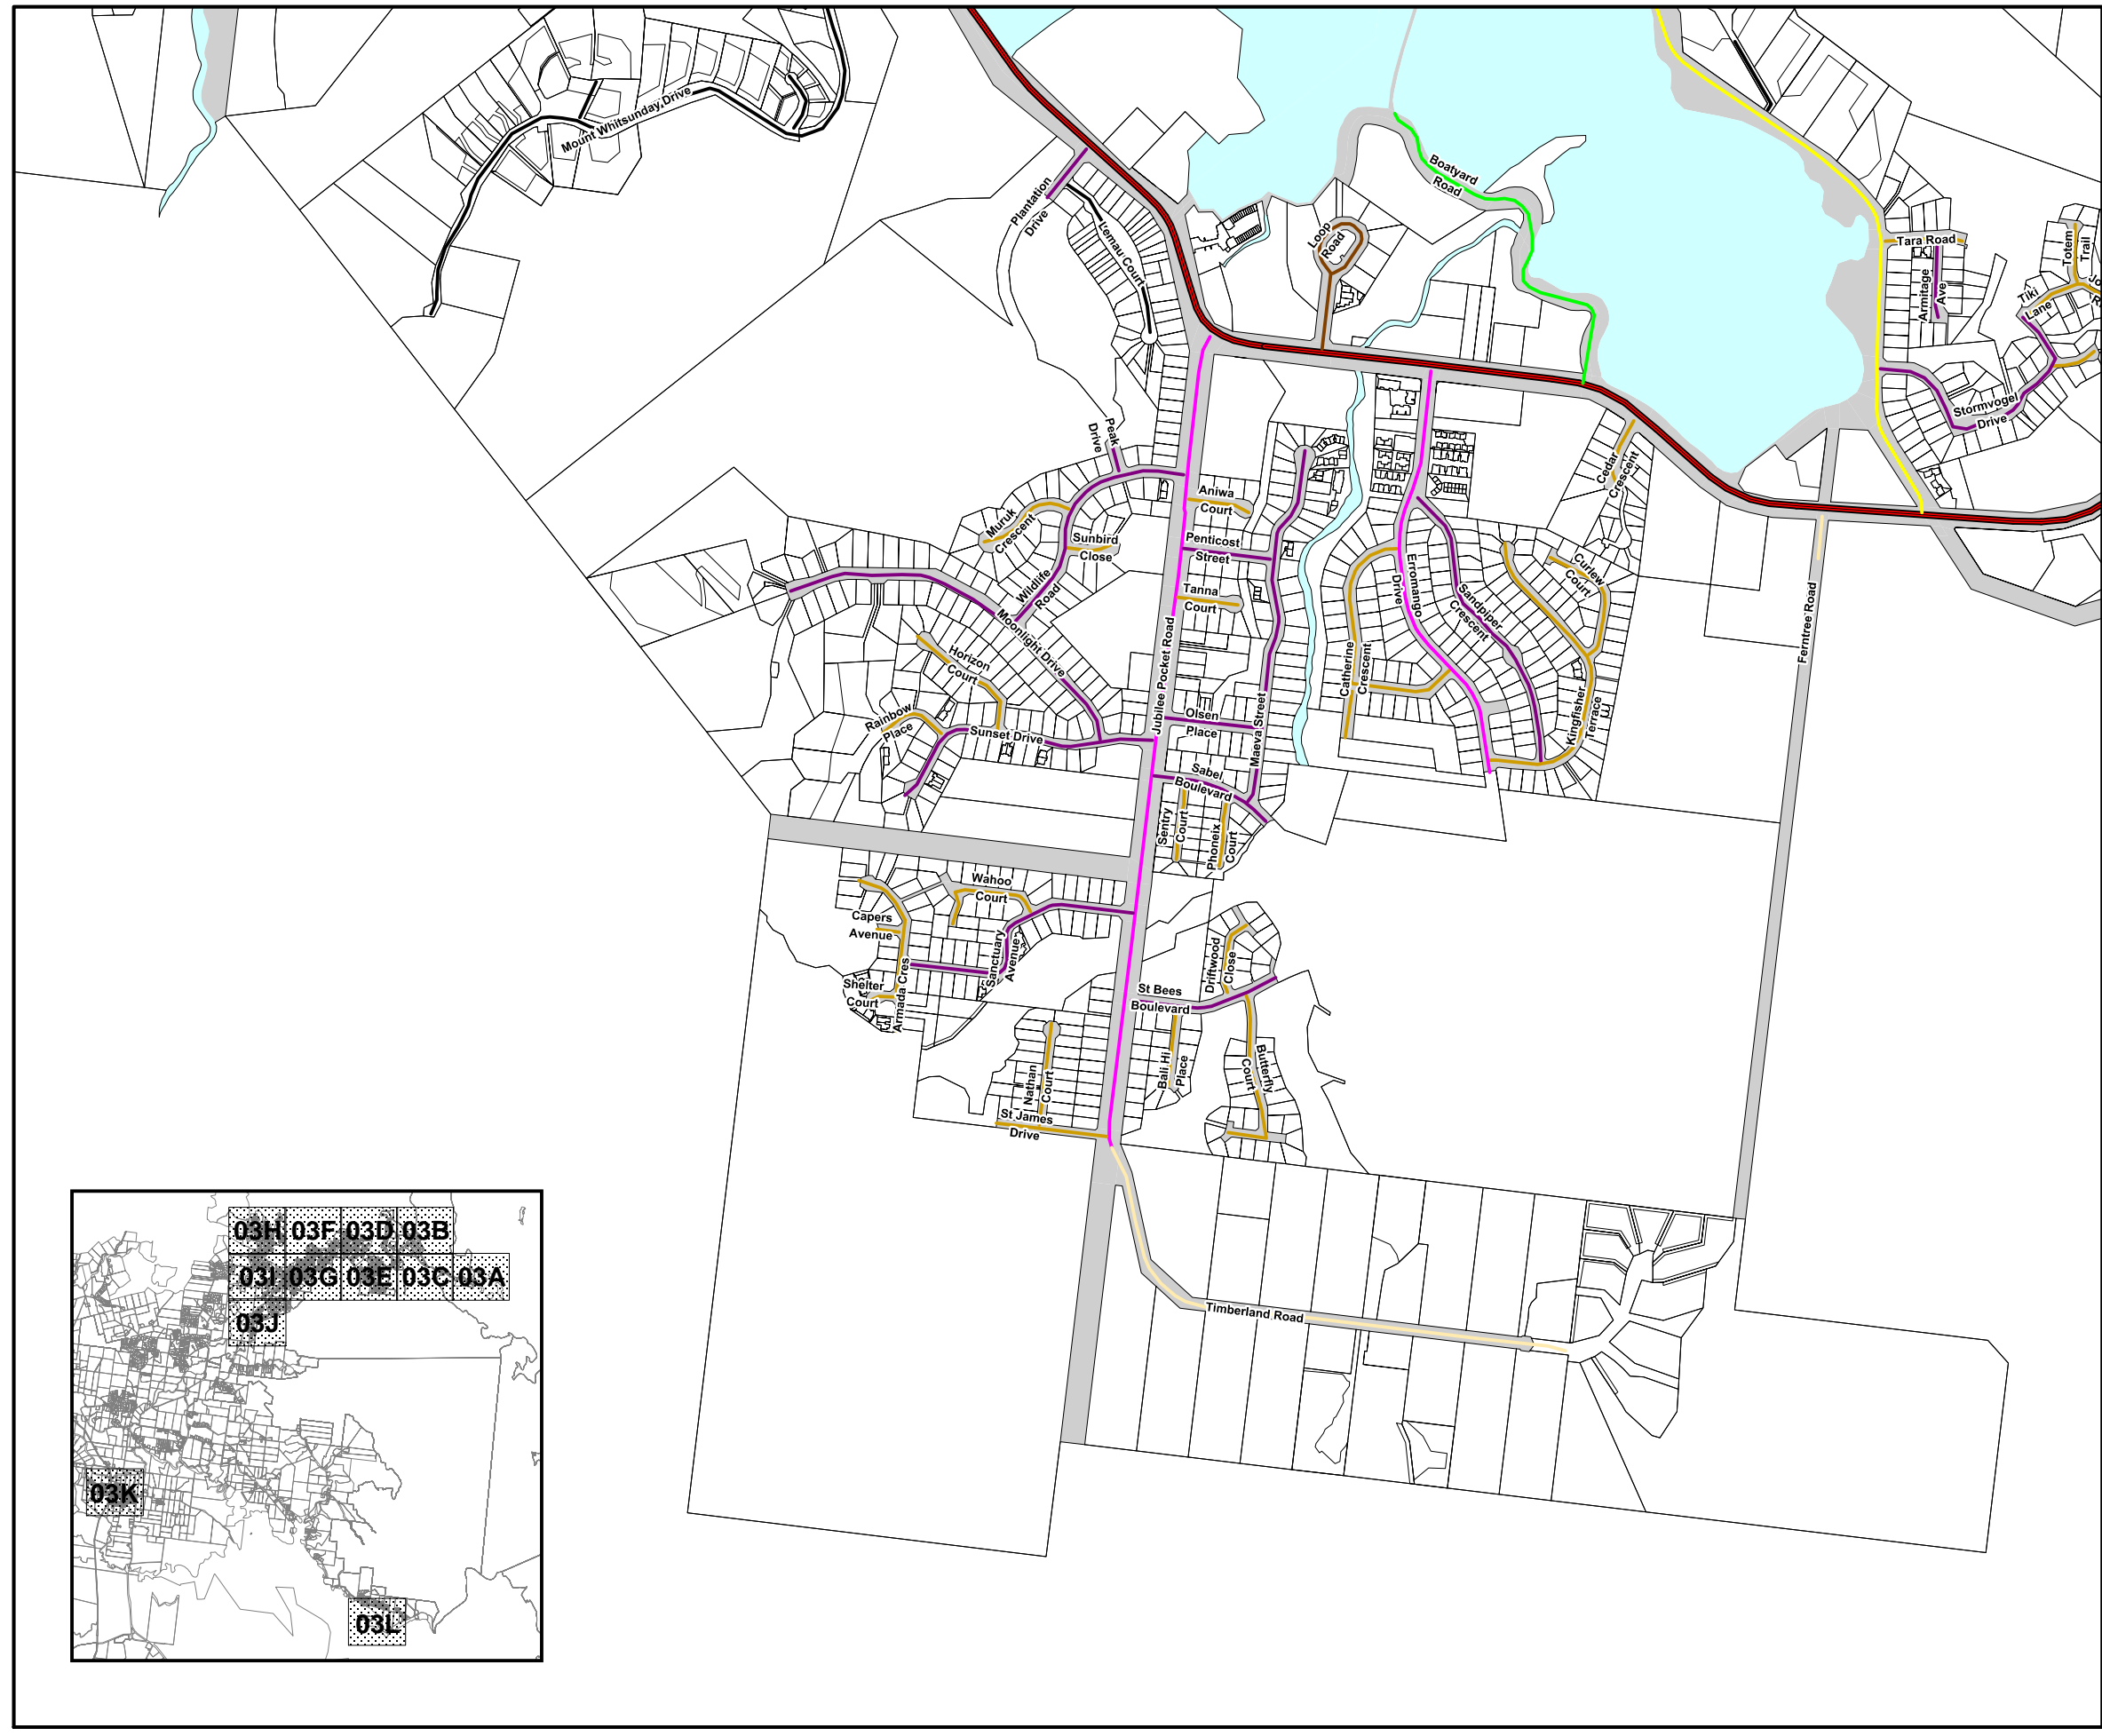 Mount Whitsunday Drive
Plantation
Drive
Lemau Court
Boatyard
Road
Loop
Road
Tara Road
Totem
Trail
Armitage
Ave
Tiki
Lane
Stormvogel
Drive
Peak
Drive
Cedar
Crescent
Aniwa
Court
Muruk
Crescent
Sunbird
Close
Penticost
Street
Wildlife
Road
Tanna
Court
Erromango
Drive
Sandpiper
Crescent
Curlew
Court
Ferntree Road
Moonlight Drive
Horizon
Court
Jubilee Pocket Road
Catherine
Crescent
Rainbow
Place
Sunset Drive
Olsen
Place
Maeva Street
Kingfisher
Terrace
Sabel
Boulevard
Sentry
Court
Phoneix
Court
Wahoo
Court
Capers
Avenue
Sanctuary
Avenue
Driftwood
Close
Shelter
Court
Armada Cres
St Bees
Boulevard
Nathan
Court
Bali Hi
Place
Butterfly
Court
St James
Drive
Timberland Road
03H 03F 03D 03B
03I 03G 03E 03C 03A
03J
03K
03L